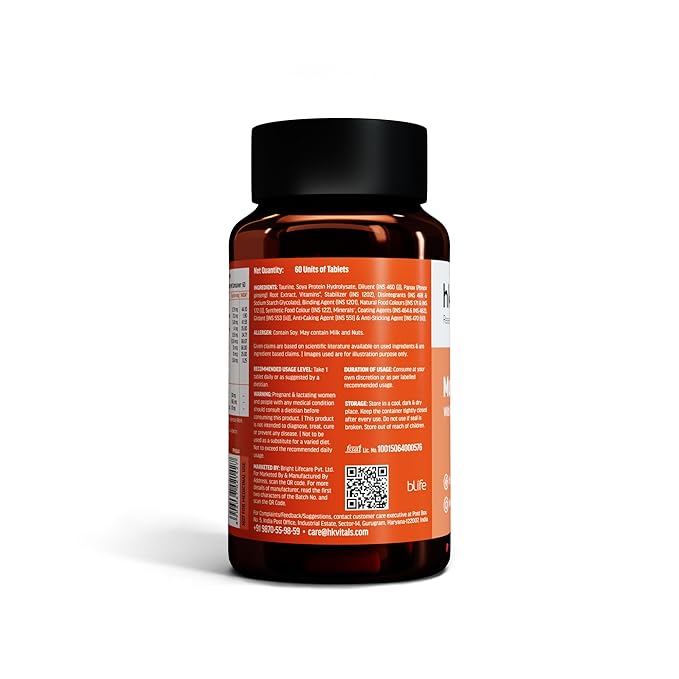 Net Quantity: 60 Units of Tablets
INGREDIENTS: Taurine, Soya Protein Hydrolysate, Diluent (INS 460 (i)), Panax (Panax
ginseng) Root Extract, Vitamins", Stabilizer (INS 1202), Disintegrants (INS 468 &
Sodium Starch Glycolate), Binding Agent (INS 1201), Natural Food Colours (INS 171 & INS
172 (i)), Synthetic Food Colour (INS 122), Minerals", Coating Agents (INS 464 &
Glidant (INS 553 (iii)), Anti-Caking Agent (INS 551) & Anti-Sticking Agent (INS 470 (iii)).
ALLERGEN: Contain Soy. May contain Milk and Nuts.
Given claims are based on scientific literature available on used ingredients & are
ingredient based claims. | Images used are for illustration purpose only.
RECOMMENDED USAGE LEVEL: Take 1
tablet daily or as suggested by a
dietitian.
WARNING: Pregnant & lactating women
and people with any medical condition
should consult a dietitian before
consuming this product. | This product
is not intended to diagnose, treat, cure
or prevent any disease. | Not to be
used as a substitute for a varied diet.
Not to exceed the recommended daily
usage.
DURATION OF USAGE: Consume at your
own discretion or as per labelled
recommended usage.
STORAGE: Store in a cool, dark & dry
place. Keep the container tightly closed
after every use. Do not use if seal is
broken. Store out of reach of children.
fssai Lic. No. 10015064000576
MARKETED BY: Bright Lifecare Pvt. Ltd.
For Marketed By & Manufactured By
Address, scan the QR code. For more
details of manufacturer, read the first
two characters of the Batch No. and
scan the QR Code.
bLife
For Complaints/Feedback/Suggestions, contact customer care executive at Post Box
No. 5, India Post Office, Industrial Estate, Sector-14, Gurugram, Haryana-122007, India
+91 9870-55-98-59 • care@hkvitals.com
NOT FOR MEDICINAL USE